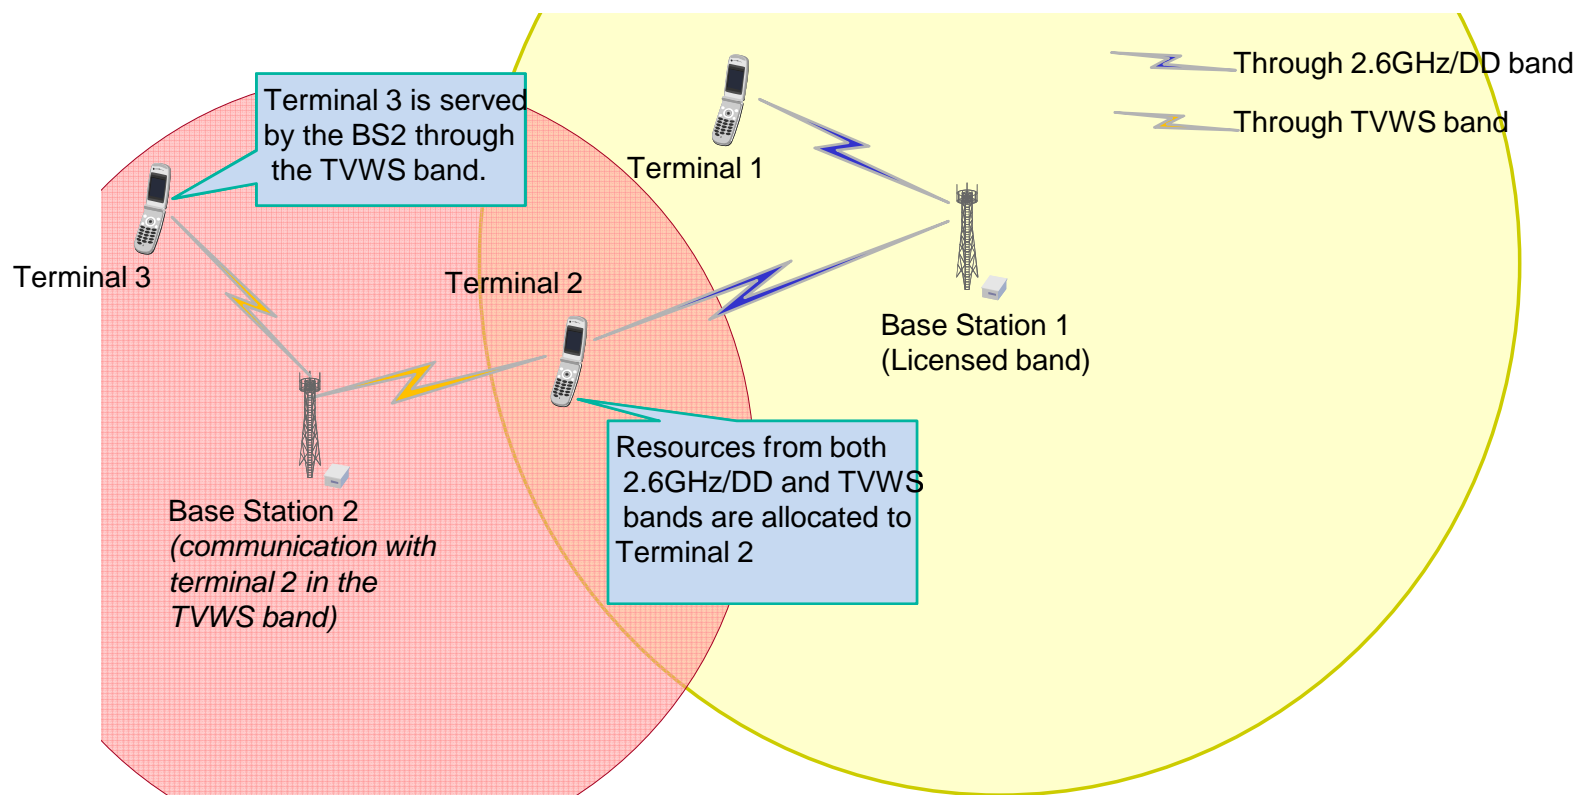 Through 2.6GHz/DD band
Through TVWS band
Terminal 3 is served
by the BS2 through
the TVWS band.
Terminal 1
Terminal 3
Terminal 2
Base Station 1
(Licensed band)
Resources from both
2.6GHz/DD and TVWS
bands are allocated to
Terminal 2
Base Station 2
(communication with
terminal 2 in the
TVWS band)